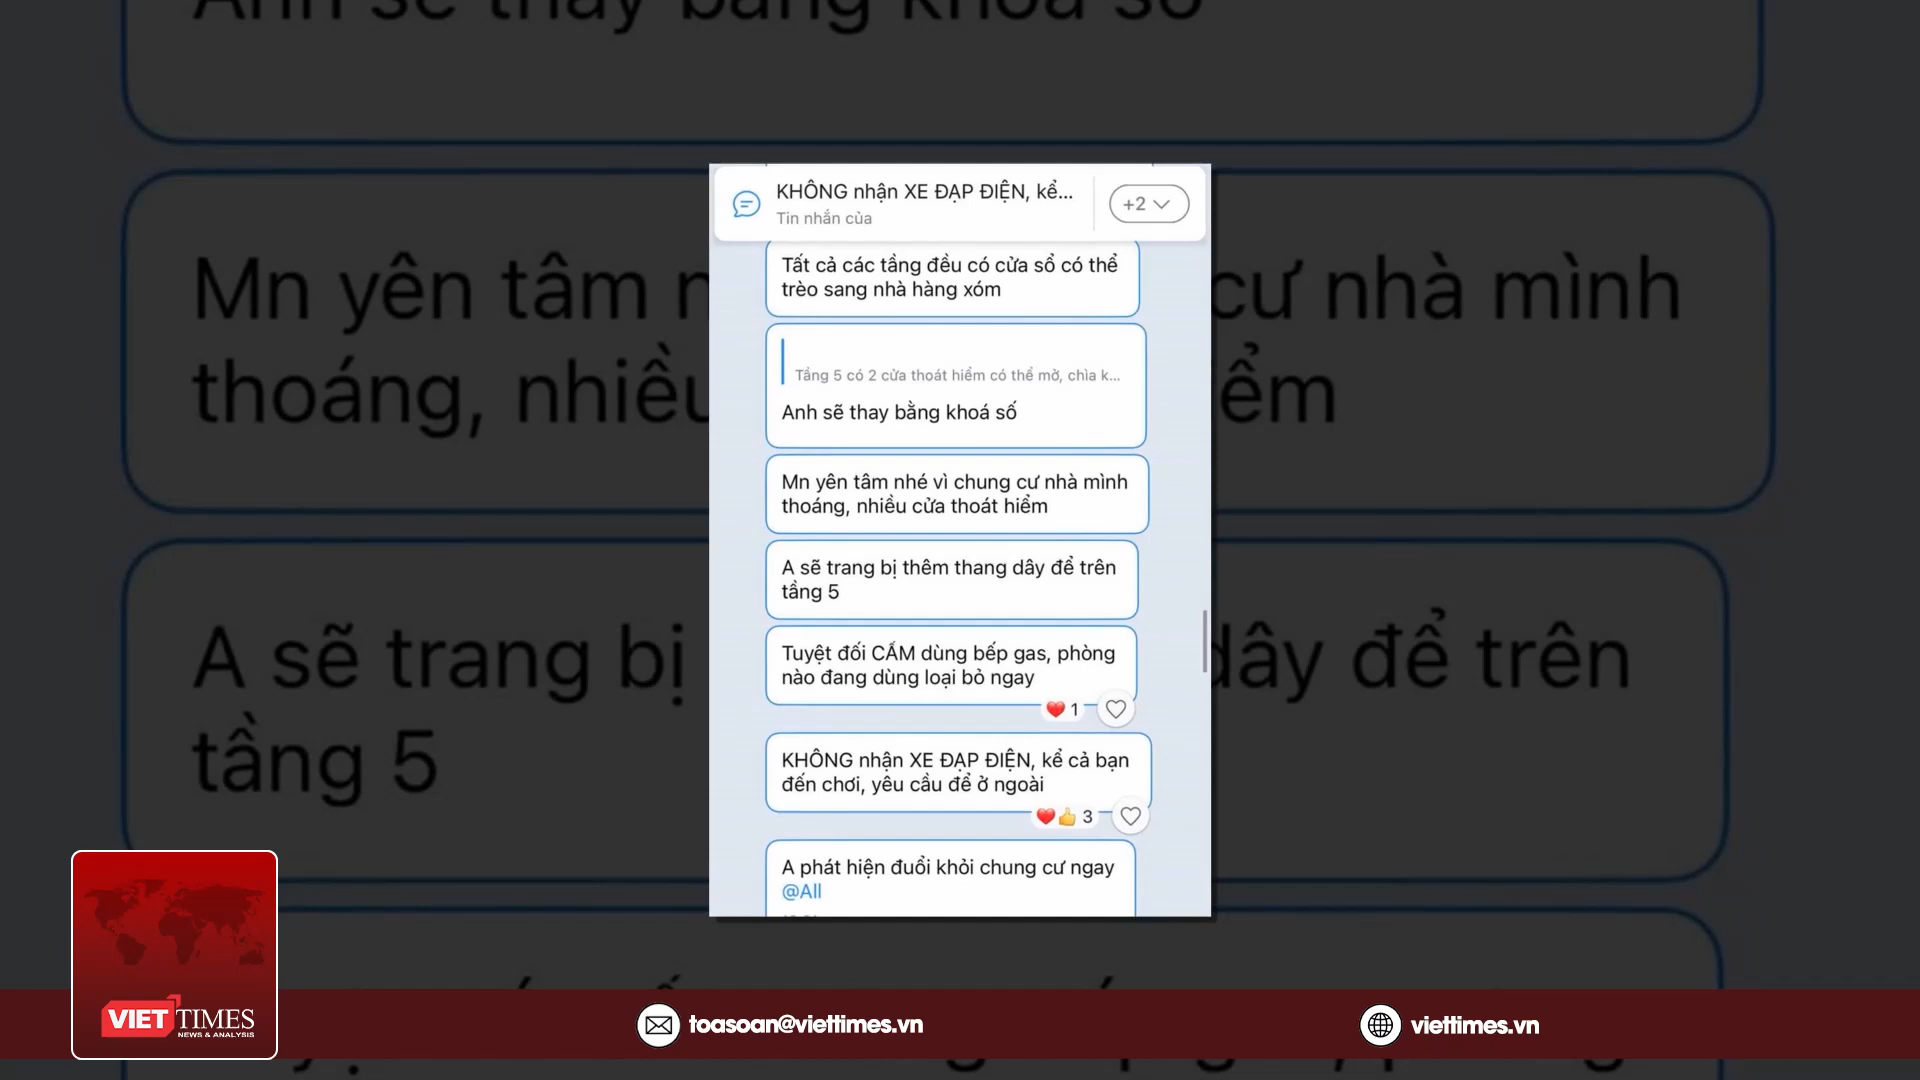 KHÔNG nhận XE ĐẠP ĐIỆN, kể...
Tin nhắn của
+2
Tất cả các tầng đều có cửa sổ có thể
trèo sang nhà hàng xóm
Tầng 5 có 2 cửa thoát hiểm có thể mở, chìa k...
Anh sẽ thay bằng khoá số
Mn yên tâm nhé vì chung cư nhà mình
thoáng, nhiều cửa thoát hiểm
A sẽ trang bị thêm thang dây để trên
tầng 5
Tuyệt đối CẤM dùng bếp gas, phòng
nào đang dùng loại bỏ ngay
❤️ 1
KHÔNG nhận XE ĐẠP ĐIỆN, kể cả bạn
đến chơi, yêu cầu để ở ngoài
❤️👍 3
A phát hiện đuổi khỏi chung cư ngay
@All
Anh sẽ thay bằng khoá số
Mn yên tâm n
cư nhà mình
thoáng, nhiều
ểm
A sẽ trang bị
dây để trên
tầng 5
VIETTIMES
NEWS & ANALYSIS
toasoan@viettimes.vn
viettimes.vn